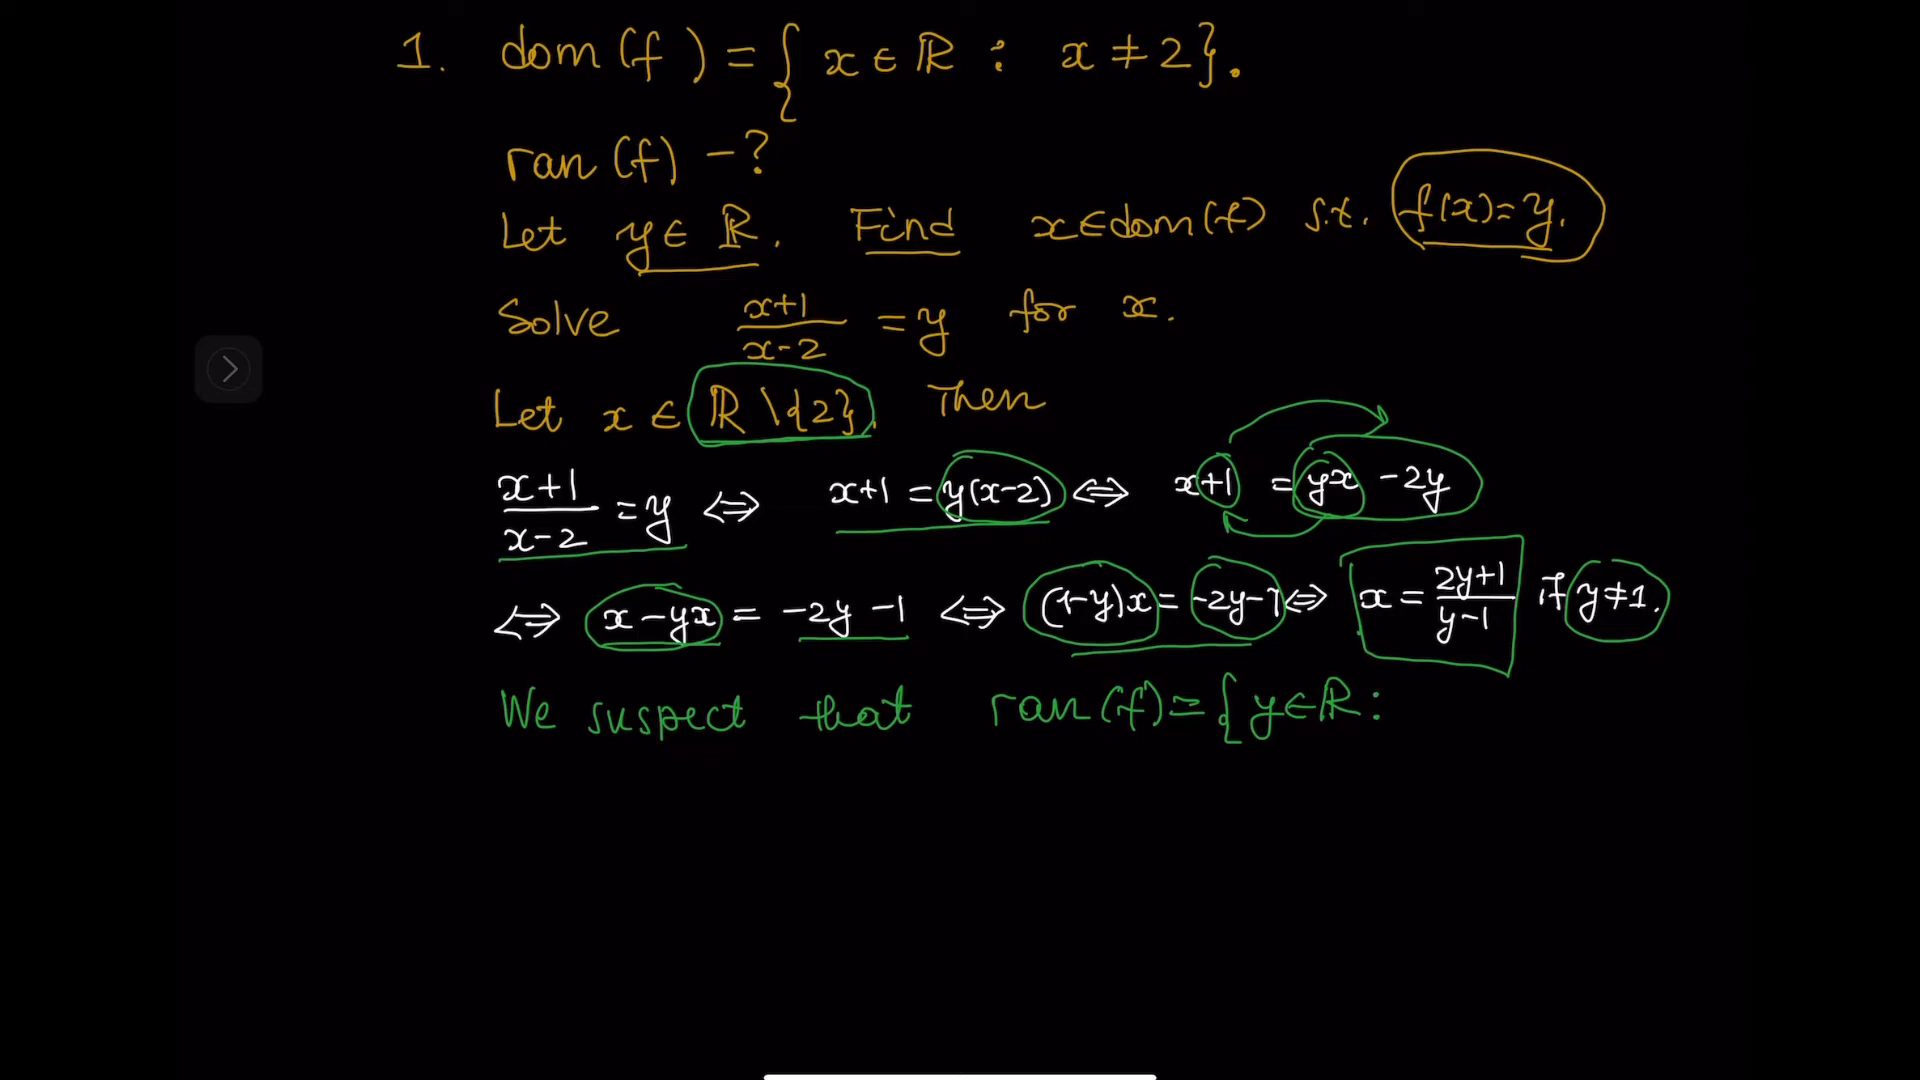 1. dom (f) = { x ∈ ℝ : x ≠ 2}.
ran (f) - ?
Let y ∈ ℝ. Find x ∈ dom(f) s.t. f(x) = y.
Solve (x+1)/(x-2) = y for x.
Let x ∈ ℝ \ {2}. Then
(x+1)/(x-2) = y ⇔ x+1 = y(x-2) ⇔ x+1 = yx - 2y
⇔ x - yx = -2y - 1 ⇔ (1-y)x = -2y-1 ⇔ x = (2y+1)/(y-1) if y ≠ 1.
We suspect that ran(f) = { y ∈ ℝ :